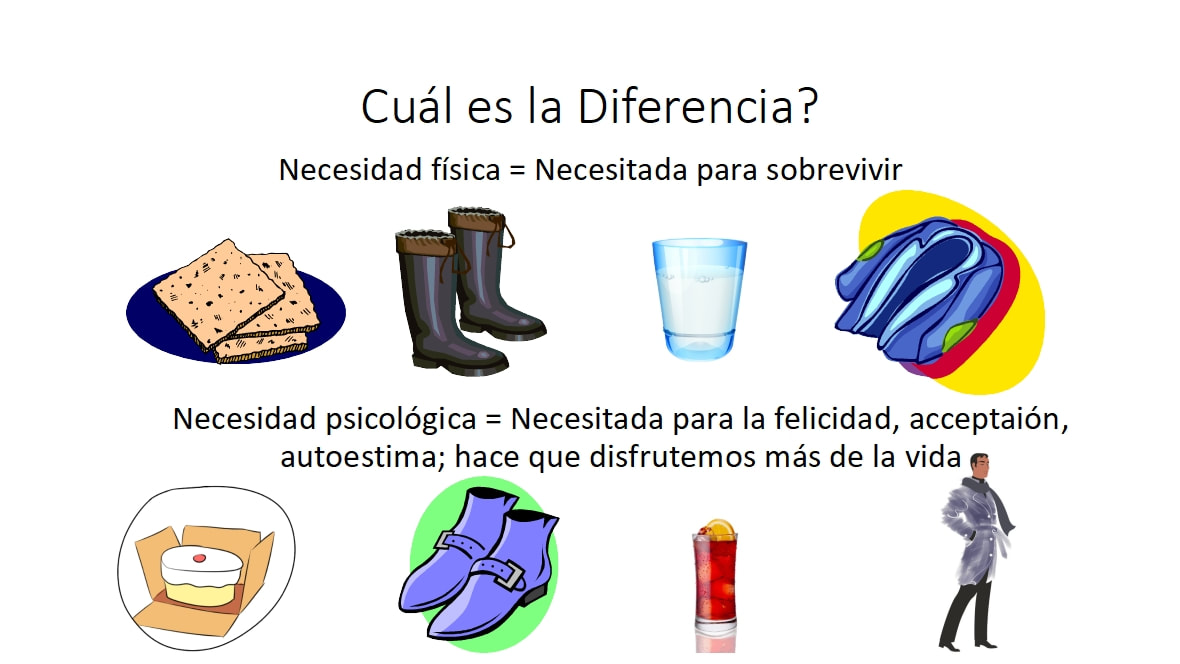 Cuál es la Diferencia?
Necesidad física = Necesitada para sobrevivir
Necesidad psicológica = Necesitada para la felicidad, acceptaión,
autoestima; hace que disfrutemos más de la vida